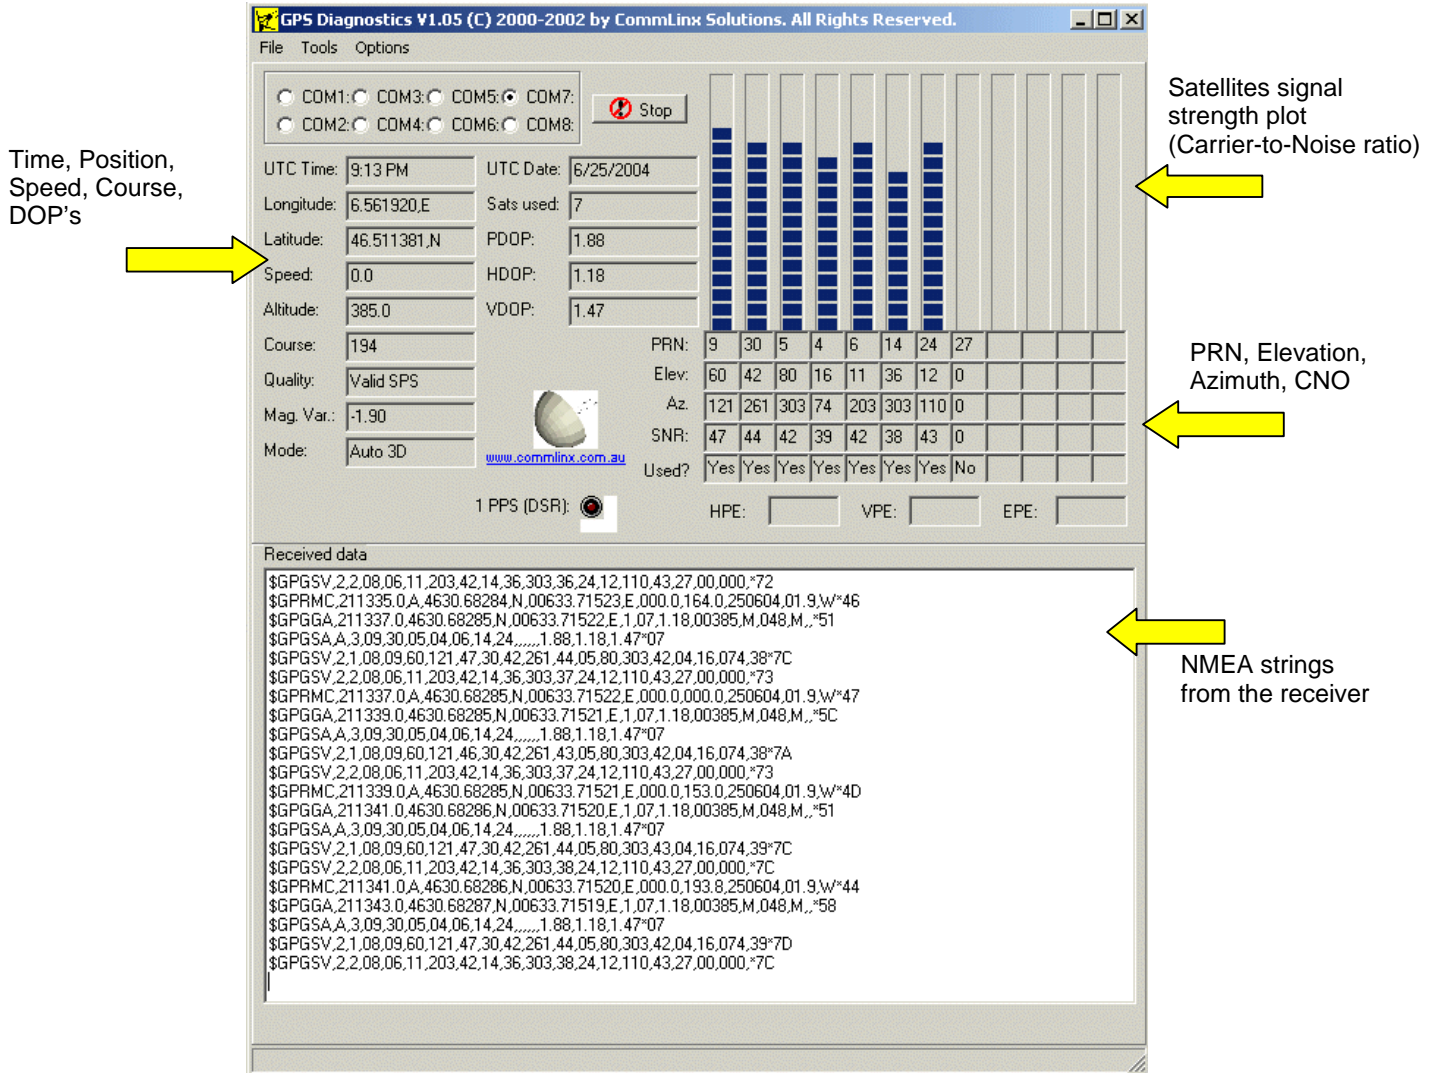 GPS Diagnostics V1.05 (C) 2000-2002 by CommLinx Solutions. All Rights Reserved.
File Tools Options
COM1: COM3: COM5: COM7:
COM2: COM4: COM6: COM8:
Stop
Time, Position,
Speed, Course,
DOP's
UTC Time: 9:13 PM UTC Date: 6/25/2004
Longitude: 6.561920,E Sats used: 7
Latitude: 46.511381,N PDOP: 1.88
Speed: 0.0 HDOP: 1.18
Altitude: 385.0 VDOP: 1.47
Course: 194
Quality: Valid SPS
Mag. Var.: -1.90
Mode: Auto 3D
www.commlinx.com.au
1 PPS (DSR):
Satellites signal
strength plot
(Carrier-to-Noise ratio)
PRN: 9 30 5 4 6 14 24 27
Elev: 60 42 80 16 11 36 12 0
Az. 121 261 303 74 203 303 110 0
SNR: 47 44 42 39 42 38 43 0
Used? Yes Yes Yes Yes Yes Yes Yes No
HPE: VPE: EPE:
PRN, Elevation,
Azimuth, CNO
Received data
$GPGSV,2,2,08,06,11,203,42,14,36,303,36,24,12,110,43,27,00,000,*72
$GPRMC,211335.0,A,4630.68284,N,00633.71523,E,000.0,164.0,250604,01.9,W*46
$GPGGA,211337.0,4630.68285,N,00633.71522,E,1,07,1.18,00385,M,048,M,,*51
$GPGSA,A,3,09,30,05,04,06,14,24,,,,,,1.88,1.18,1.47*07
$GPGSV,2,1,08,09,60,121,47,30,42,261,44,05,80,303,42,04,16,074,38*7C
$GPGSV,2,2,08,06,11,203,42,14,36,303,37,24,12,110,43,27,00,000,*73
$GPRMC,211337.0,A,4630.68285,N,00633.71522,E,000.0,000.0,250604,01.9,W*47
$GPGGA,211339.0,4630.68285,N,00633.71521,E,1,07,1.18,00385,M,048,M,,*5C
$GPGSA,A,3,09,30,05,04,06,14,24,,,,,,1.88,1.18,1.47*07
$GPGSV,2,1,08,09,60,121,46,30,42,261,43,05,80,303,42,04,16,074,38*7A
$GPGSV,2,2,08,06,11,203,42,14,36,303,37,24,12,110,43,27,00,000,*73
$GPRMC,211339.0,A,4630.68285,N,00633.71521,E,000.0,153.0,250604,01.9,W*4D
$GPGGA,211341.0,4630.68286,N,00633.71520,E,1,07,1.18,00385,M,048,M,,*51
$GPGSA,A,3,09,30,05,04,06,14,24,,,,,,1.88,1.18,1.47*07
$GPGSV,2,1,08,09,60,121,47,30,42,261,44,05,80,303,43,04,16,074,39*7C
$GPGSV,2,2,08,06,11,203,42,14,36,303,38,24,12,110,43,27,00,000,*7C
$GPRMC,211341.0,A,4630.68286,N,00633.71520,E,000.0,193.8,250604,01.9,W*44
$GPGGA,211343.0,4630.68287,N,00633.71519,E,1,07,1.18,00385,M,048,M,,*58
$GPGSA,A,3,09,30,05,04,06,14,24,,,,,,1.88,1.18,1.47*07
$GPGSV,2,1,08,09,60,121,47,30,42,261,44,05,80,303,42,04,16,074,39*7D
$GPGSV,2,2,08,06,11,203,42,14,36,303,38,24,12,110,43,27,00,000,*7C
NMEA strings
from the receiver